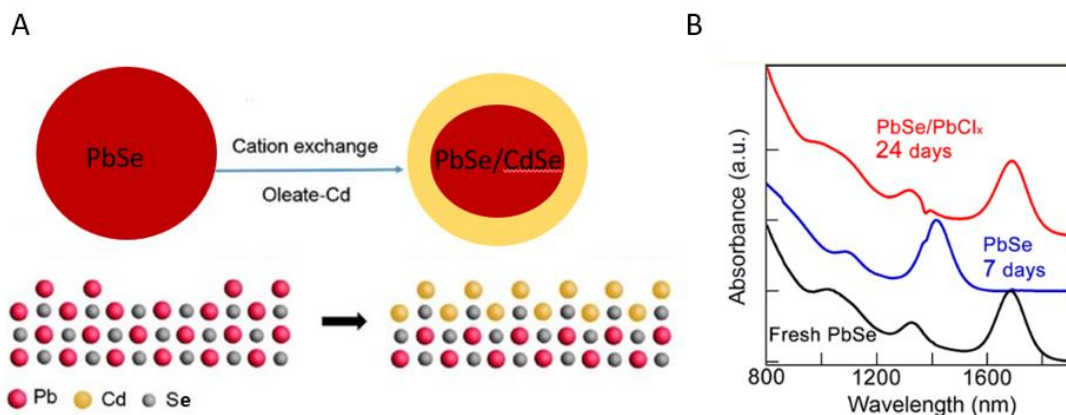 A
PbSe
Cation exchange
Oleate-Cd
PbSe/CdSe
Pb
Cd
Se
B
Absorbance (a.u.)
PbSe/PbClₓ
24 days
PbSe
7 days
Fresh PbSe
800
1200
1600
Wavelength (nm)